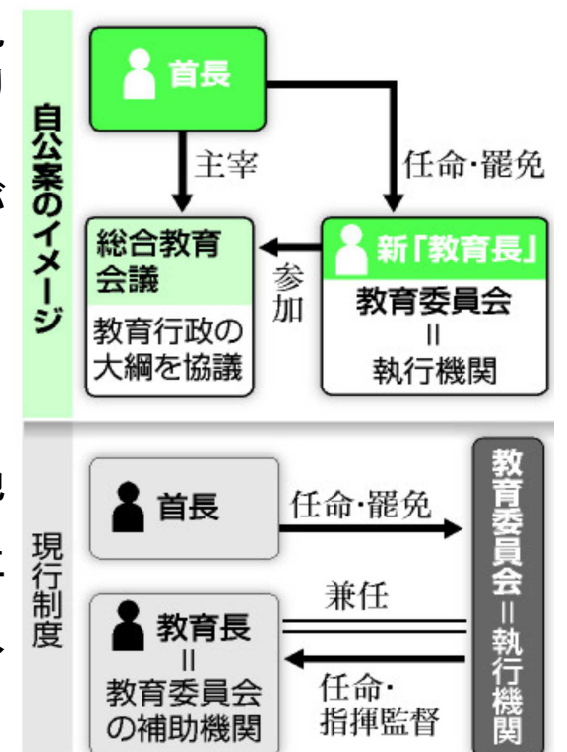 自公案のイメージ
首長
主宰
任命・罷免
総合教育
会議
教育行政の
大綱を協議
参加
新「教育長」
教育委員会
＝
執行機関
現行制度
首長
任命・罷免
教育委員会＝執行機関
兼任
教育長
＝
教育委員会
の補助機関
任命・
指揮監督